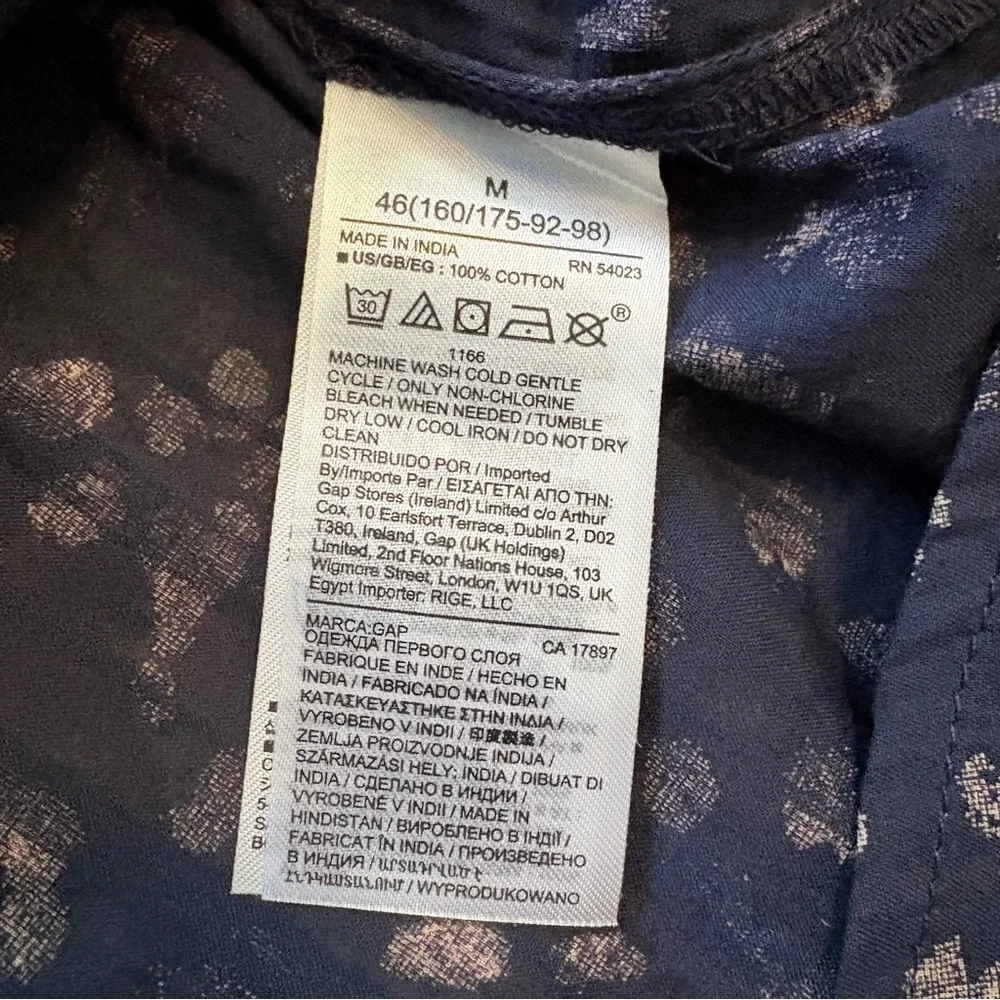 M
46(160/175-92-98)
MADE IN INDIA
RN 54023
■ US/GB/EG : 100% COTTON
30
®
1166
MACHINE WASH COLD GENTLE
CYCLE / ONLY NON-CHLORINE
BLEACH WHEN NEEDED / TUMBLE
DRY LOW / COOL IRON / DO NOT DRY
CLEAN
DISTRIBUIDO POR / Imported
By/Importe Par / ΕΙΣΑΓΕΤΑΙ ΑΠΟ ΤΗΝ:
Gap Stores (Ireland) Limited c/o Arthur
Cox, 10 Earlsfort Terrace, Dublin 2, D02
T380, Ireland, Gap (UK Holdings)
Limited, 2nd Floor Nations House, 103
Wigmore Street, London, W1U 1QS, UK
Egypt Importer: RIGE, LLC
MARCA:GAP
CA 17897
ОДЕЖДА ПЕРВОГО СЛОЯ
FABRIQUE EN INDE / HECHO EN
INDIA / FABRICADO NA ÍNDIA /
ΚΑΤΑΣΚΕΥΑΣΤΗΚΕ ΣΤΗΝ ΙΝΔΙΑ /
VYROBENO V INDII / 印度製造 /
ZEMLJA PROIZVODNJE INDIJA /
SZÁRMAZÁSI HELY: INDIA / DIBUAT DI
INDIA / СДЕЛАНО В ИНДИИ /
VYROBENÉ V INDII / MADE IN
HINDISTAN / ВИРОБЛЕНО В ІНДІЇ /
FABRICAT ÎN INDIA / ПРОИЗВЕДЕНО
В ИНДИЯ / ԱՐՏԱԴՐՎԱԾ Է
ՀՆԴԿԱՍՏԱՆՈՒՄ / WYPRODUKOWANO